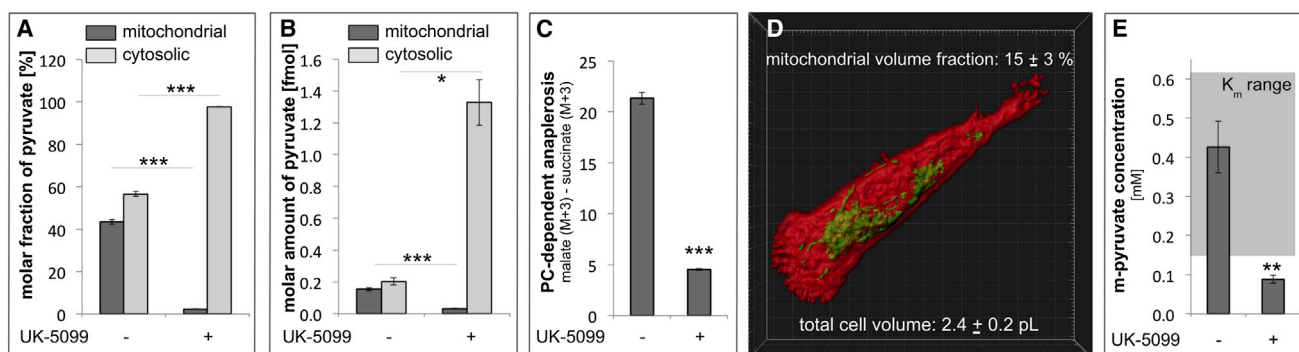 A
mitochondrial
cytosolic
molar fraction of pyruvate [%]
120
100
80
60
40
20
0
***
***
UK-5099 - +
B
mitochondrial
cytosolic
molar amount of pyruvate [fmol]
1.6
1.4
1.2
1.0
0.8
0.6
0.4
0.2
0.0
*
***
UK-5099 - +
C
PC-dependent anaplerosis
malate (M+3) - succinate (M+3)
25
20
15
10
5
0
***
UK-5099 - +
D
mitochondrial volume fraction: 15 ± 3 %
total cell volume: 2.4 ± 0.2 pL
E
m-pyruvate concentration
[mM]
0.6
0.5
0.4
0.3
0.2
0.1
0.0
Km range
**
UK-5099 - +